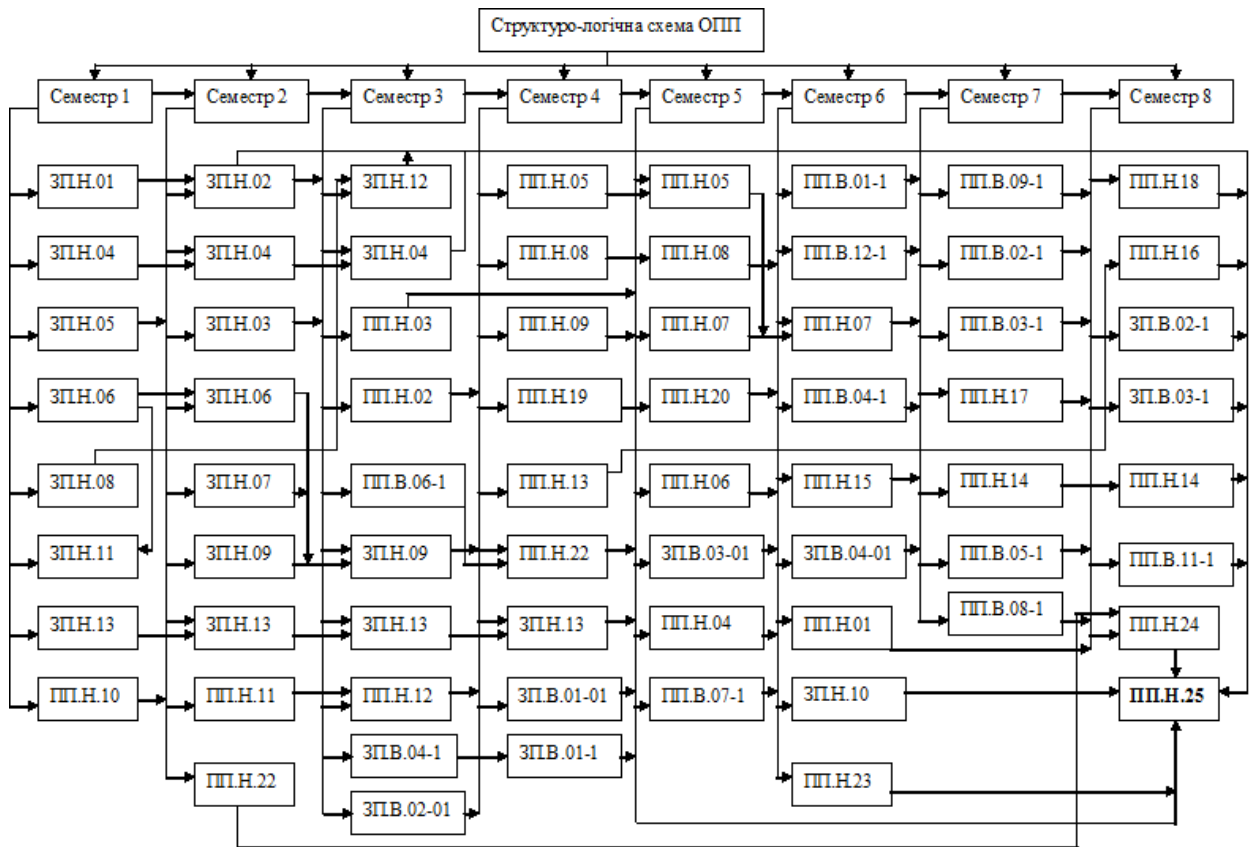 Структуро-логічна схема ОПП
Семестр 1 Семестр 2 Семестр 3 Семестр 4 Семестр 5 Семестр 6 Семестр 7 Семестр 8
ЗП.Н.01 ЗП.Н.02 ЗП.Н.12 ПП.Н.05 ПП.Н.05 ПП.В.01-1 ПП.В.09-1 ПП.Н.18
ЗП.Н.04 ЗП.Н.04 ЗП.Н.04 ПП.Н.08 ПП.Н.08 ПП.В.12-1 ПП.В.02-1 ПП.Н.16
ЗП.Н.05 ЗП.Н.03 ПП.Н.03 ПП.Н.09 ПП.Н.07 ПП.Н.07 ПП.В.03-1 ЗП.В.02-1
ЗП.Н.06 ЗП.Н.06 ПП.Н.02 ПП.Н.19 ПП.Н.20 ПП.В.04-1 ПП.Н.17 ЗП.В.03-1
ЗП.Н.08 ЗП.Н.07 ПП.В.06-1 ПП.Н.13 ПП.Н.06 ПП.Н.15 ПП.Н.14 ПП.Н.14
ЗП.Н.11 ЗП.Н.09 ЗП.Н.09 ПП.Н.22 ЗП.В.03-01 ЗП.В.04-01 ПП.В.05-1 ПП.В.11-1
ЗП.Н.13 ЗП.Н.13 ЗП.Н.13 ЗП.Н.13 ПП.Н.04 ПП.Н.01 ПП.В.08-1 ПП.Н.24
ПП.Н.10 ПП.Н.11 ПП.Н.12 ЗП.В.01-01 ПП.В.07-1 ЗП.Н.10 ПП.Н.25
ПП.Н.22 ЗП.В.04-1 ЗП.В.01-1 ПП.Н.23
ЗП.В.02-01